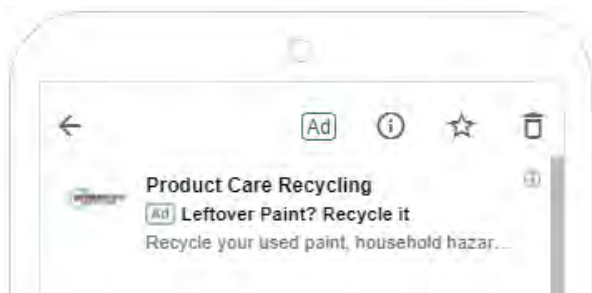 Ad
Product Care Recycling
Ad Leftover Paint? Recycle it
Recycle your used paint, household hazar...